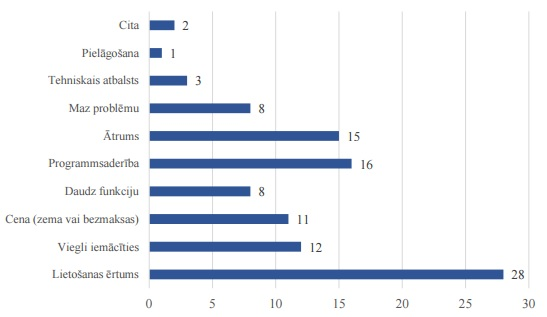 Cita 2
Pielāgošana 1
Tehniskais atbalsts 3
Maz problēmu 8
Ātrums 15
Programmsaderība 16
Daudz funkciju 8
Cena (zema vai bezmaksas) 11
Viegli iemācīties 12
Lietošanas ērtums 28
0 5 10 15 20 25 30